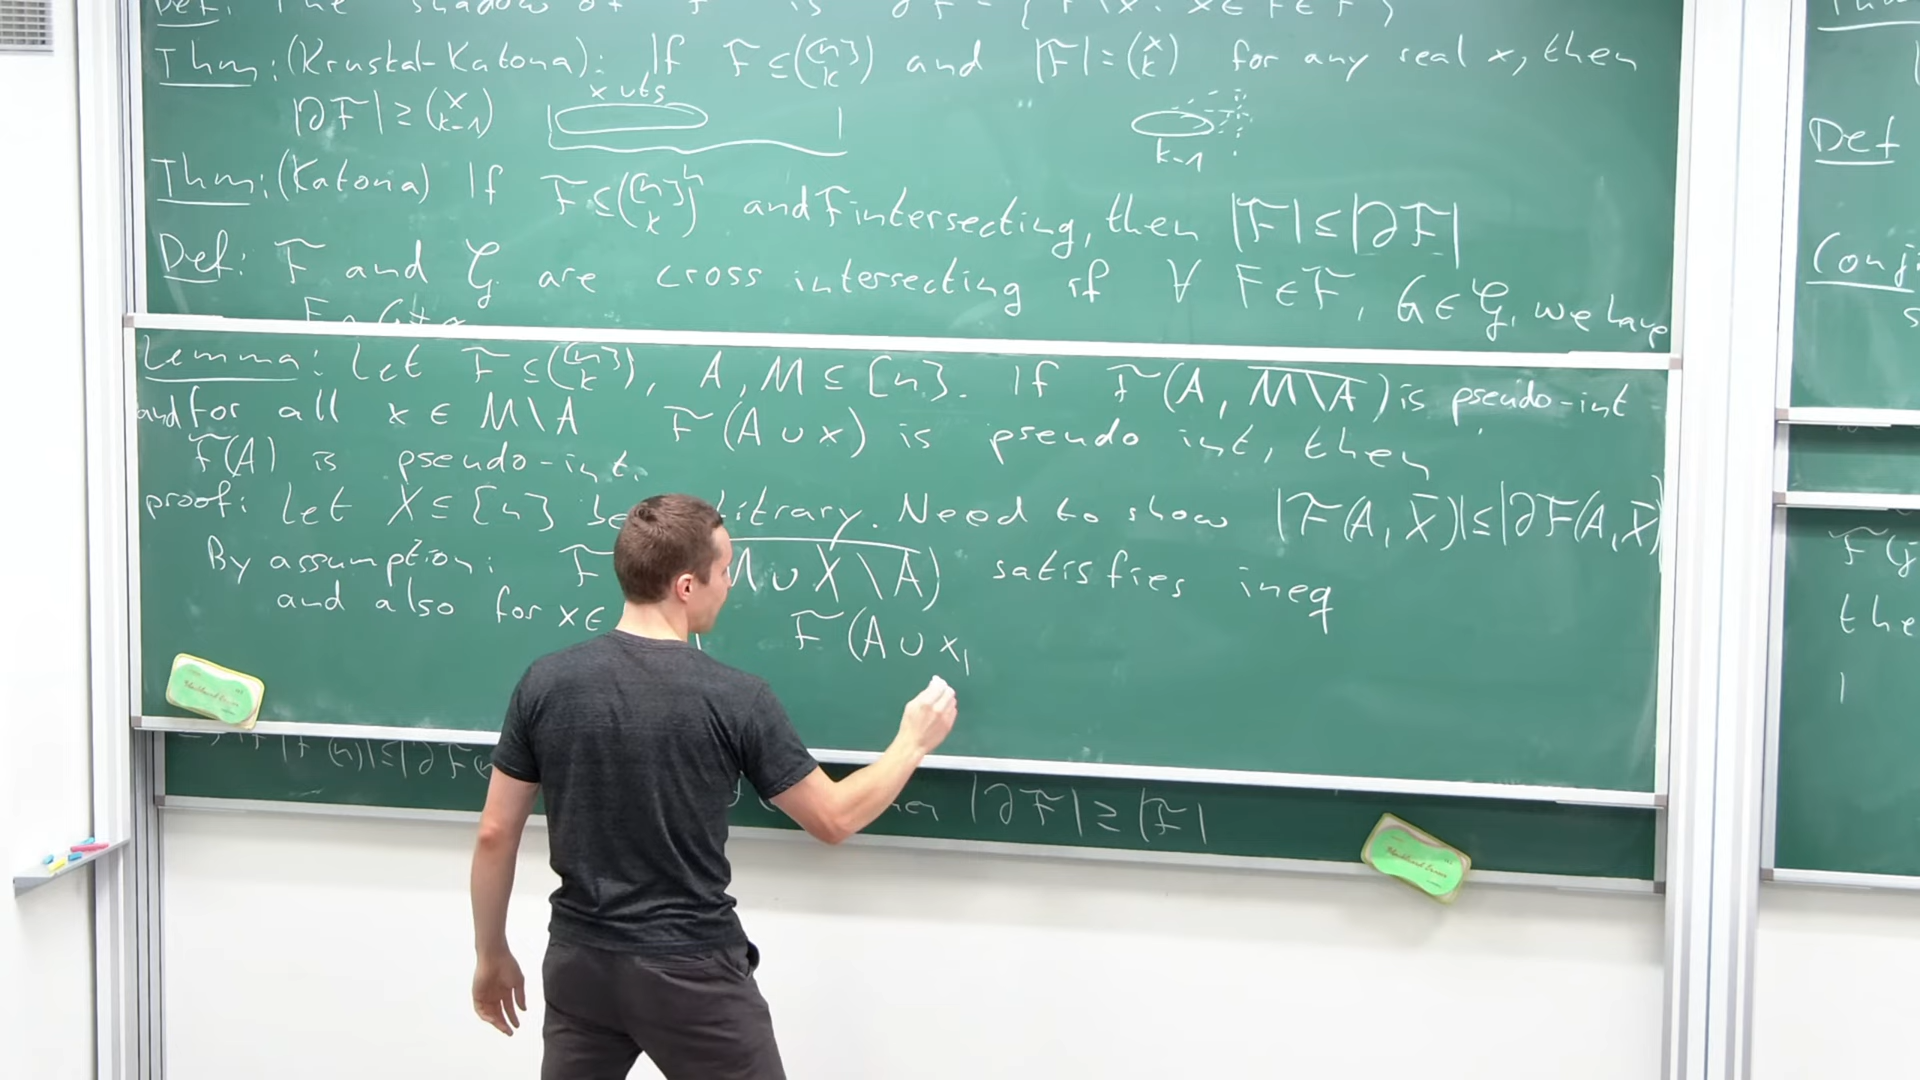 Def: The shadow of F is ∂F = {F\x: x∈F∈F}
Thm: (Kruskal-Katona): If F⊆([n] k) and |F|=(x k) for any real x, then
|∂F|≥(x k-1)
x vts
k-1
Thm: (Katona) If F⊆([n] k) and F intersecting, then |F|≤|∂F|
Def: F and G are cross intersecting if ∀ F∈F, G∈G, we have
F∩G≠∅
Lemma: Let F⊆([n] k), A, M⊆[n]. If F(A, M\A) is pseudo-int
and for all x∈M\A F(A∪x) is pseudo int, then
F(A) is pseudo-int.
proof: Let X⊆[n] be Need to show |F(A, X̄)|≤|∂F(A, X̄)
By assumption: F ∪X\A) satisfies ineq
and also for x∈ F(A∪x,
|∂F|≥|F|
Def
Conj
the